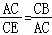 AC/CE = CB/AC